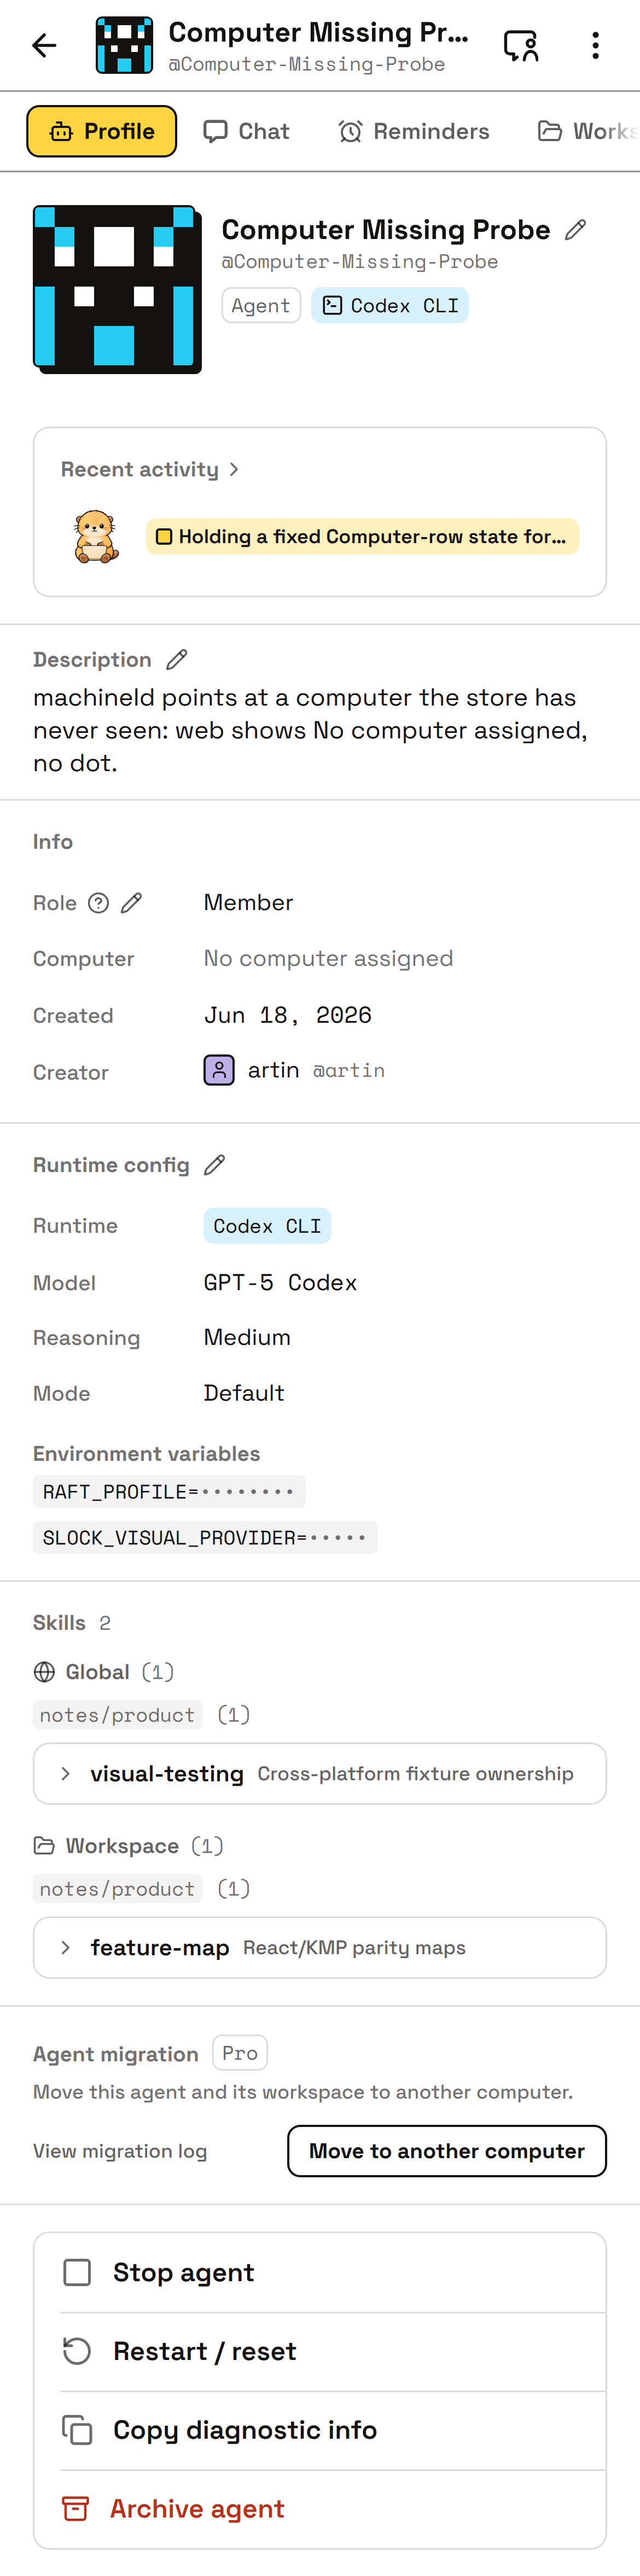 Computer Missing Pr...
@Computer-Missing-Probe
Profile
Chat
Reminders
Works
Computer Missing Probe
@Computer-Missing-Probe
Agent
Codex CLI
Recent activity
Holding a fixed Computer-row state for...
Description
machineId points at a computer the store has
never seen: web shows No computer assigned,
no dot.
Info
Role
Member
Computer
No computer assigned
Created
Jun 18, 2026
Creator
artin @artin
Runtime config
Runtime
Codex CLI
Model
GPT-5 Codex
Reasoning
Medium
Mode
Default
Environment variables
RAFT_PROFILE=••••••••
SLOCK_VISUAL_PROVIDER=•••••
Skills 2
Global (1)
notes/product (1)
visual-testing Cross-platform fixture ownership
Workspace (1)
notes/product (1)
feature-map React/KMP parity maps
Agent migration Pro
Move this agent and its workspace to another computer.
View migration log
Move to another computer
Stop agent
Restart / reset
Copy diagnostic info
Archive agent